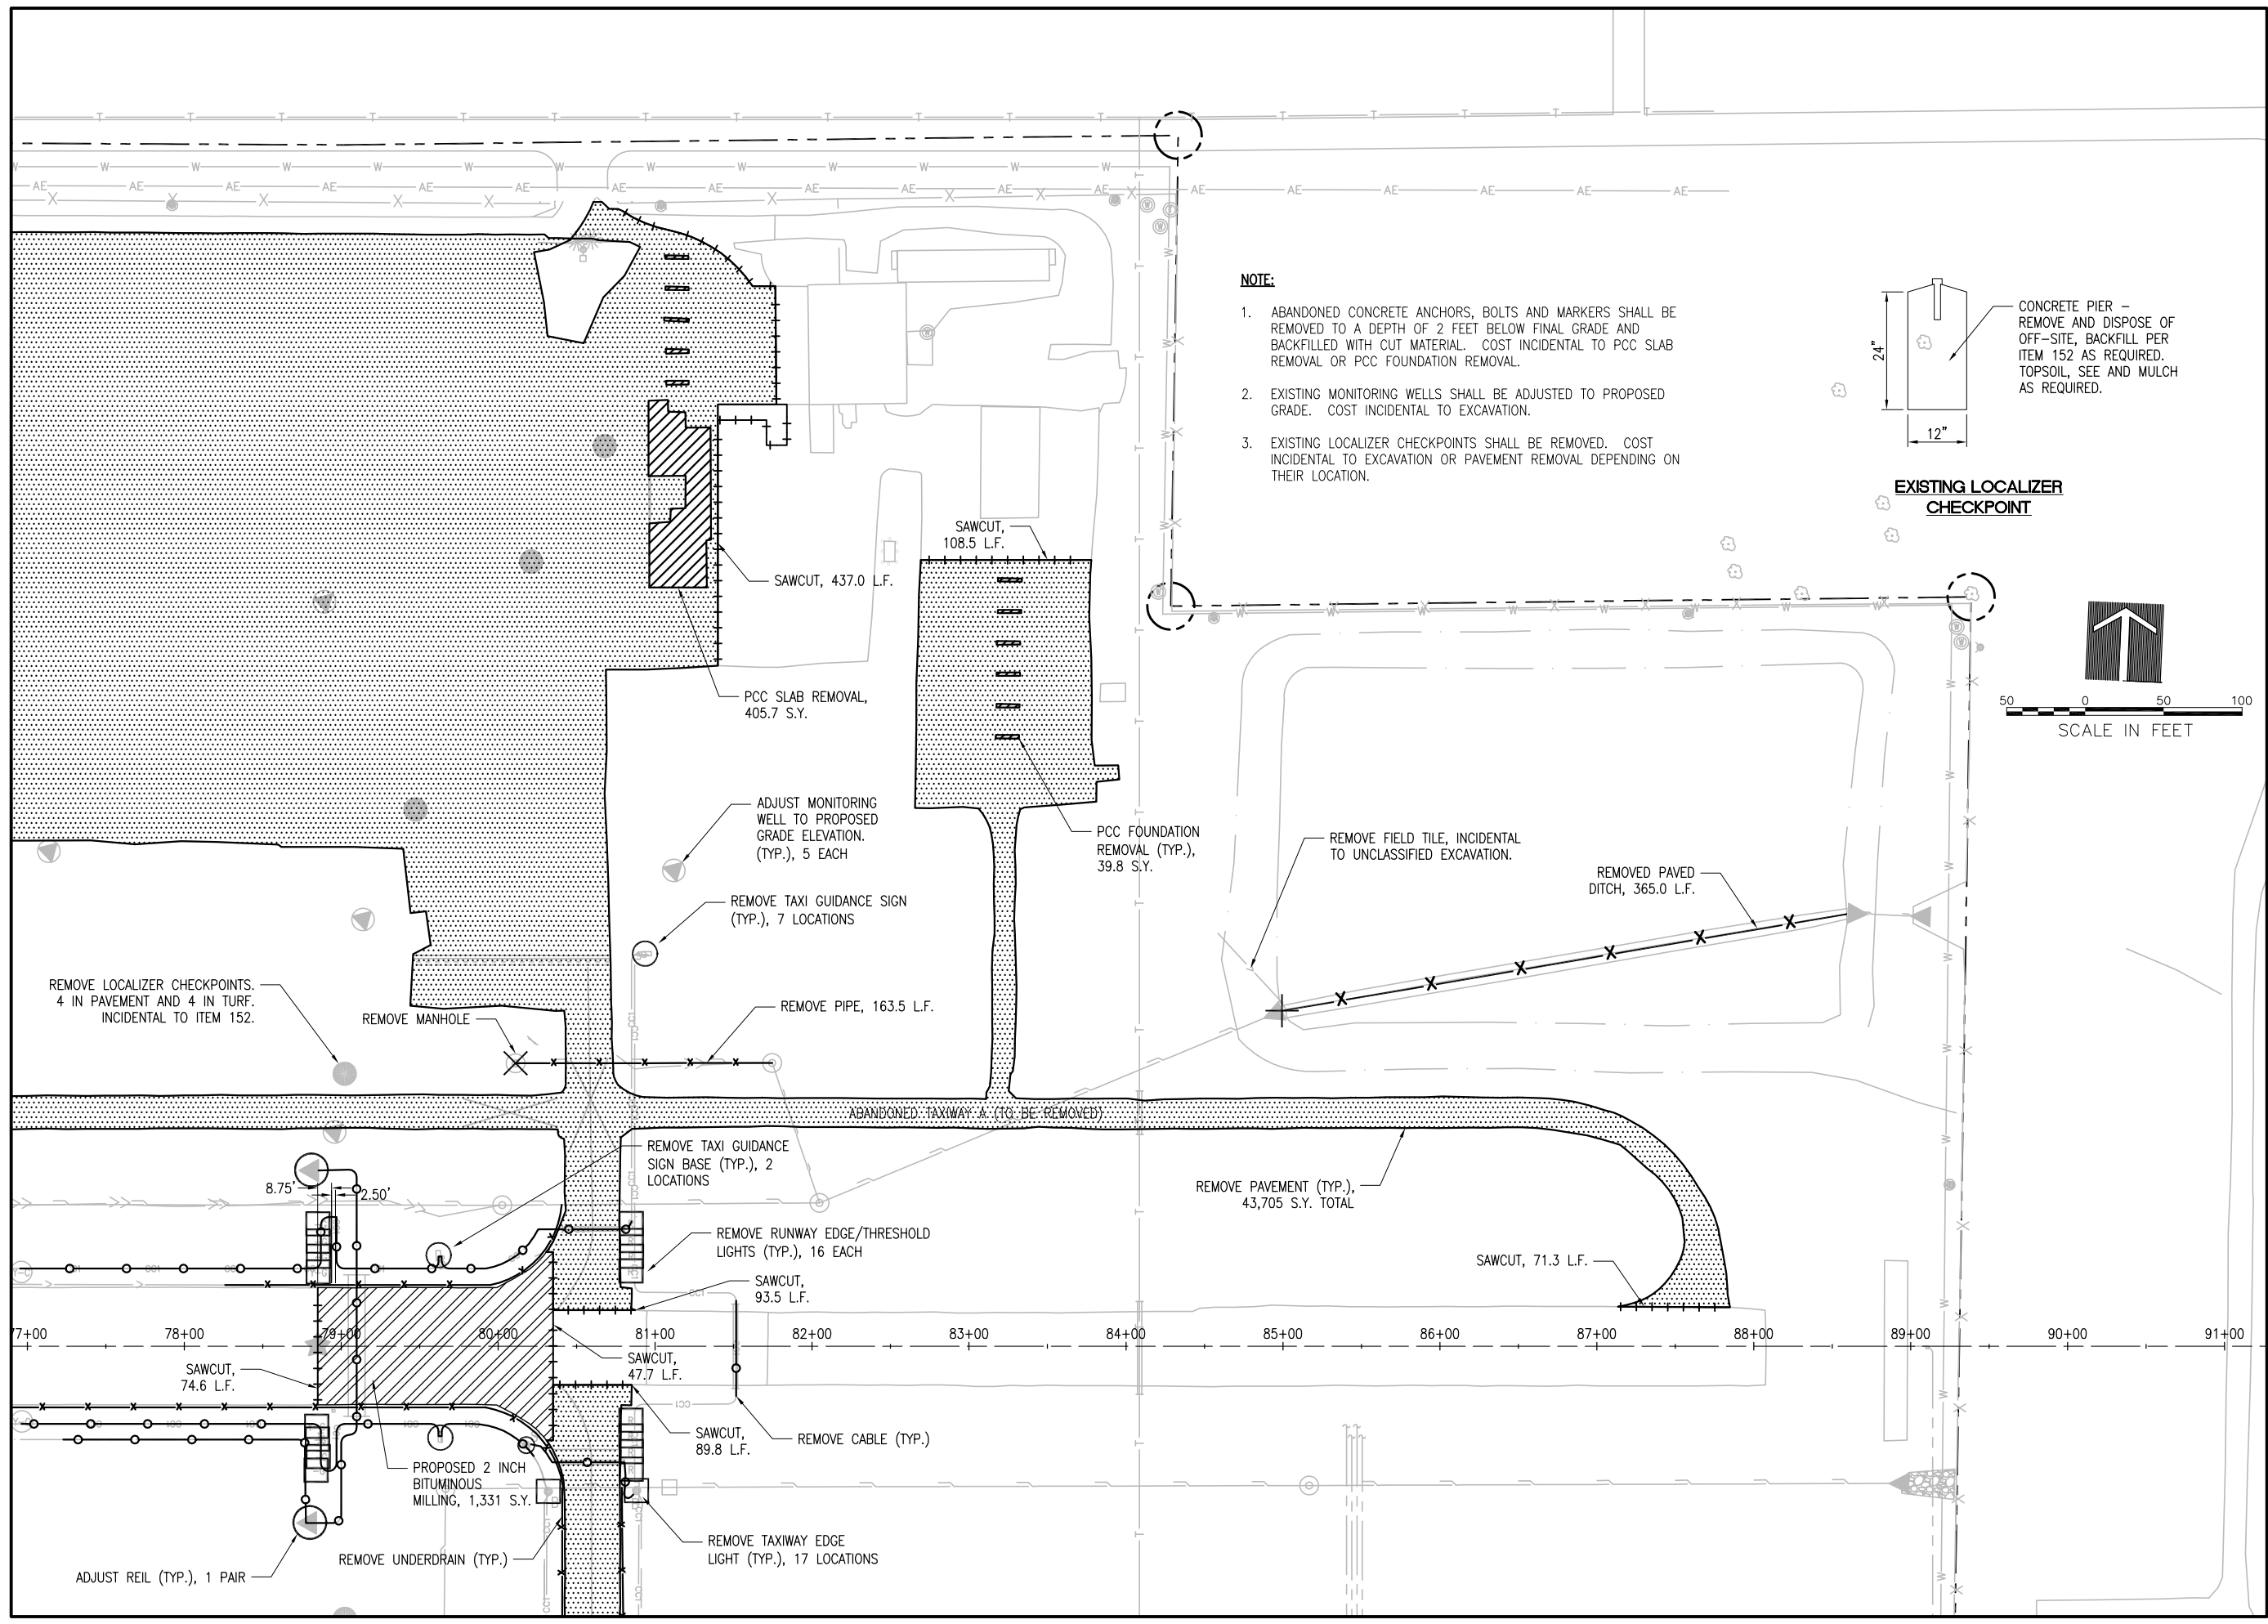 NOTE:
1. ABANDONED CONCRETE ANCHORS, BOLTS AND MARKERS SHALL BE
REMOVED TO A DEPTH OF 2 FEET BELOW FINAL GRADE AND
BACKFILLED WITH CUT MATERIAL. COST INCIDENTAL TO PCC SLAB
REMOVAL OR PCC FOUNDATION REMOVAL.
2. EXISTING MONITORING WELLS SHALL BE ADJUSTED TO PROPOSED
GRADE. COST INCIDENTAL TO EXCAVATION.
3. EXISTING LOCALIZER CHECKPOINTS SHALL BE REMOVED. COST
INCIDENTAL TO EXCAVATION OR PAVEMENT REMOVAL DEPENDING ON
THEIR LOCATION.
24"
12"
CONCRETE PIER –
REMOVE AND DISPOSE OF
OFF-SITE, BACKFILL PER
ITEM 152 AS REQUIRED.
TOPSOIL, SEE AND MULCH
AS REQUIRED.
EXISTING LOCALIZER
CHECKPOINT
50 0 50 100
SCALE IN FEET
SAWCUT,
108.5 L.F.
SAWCUT, 437.0 L.F.
PCC SLAB REMOVAL,
405.7 S.Y.
ADJUST MONITORING
WELL TO PROPOSED
GRADE ELEVATION.
(TYP.), 5 EACH
PCC FOUNDATION
REMOVAL (TYP.),
39.8 S.Y.
REMOVE FIELD TILE, INCIDENTAL
TO UNCLASSIFIED EXCAVATION.
REMOVED PAVED
DITCH, 365.0 L.F.
REMOVE TAXI GUIDANCE SIGN
(TYP.), 7 LOCATIONS
REMOVE LOCALIZER CHECKPOINTS.
4 IN PAVEMENT AND 4 IN TURF.
INCIDENTAL TO ITEM 152.
REMOVE MANHOLE
REMOVE PIPE, 163.5 L.F.
ABANDONED TAXIWAY A (TO BE REMOVED)
REMOVE TAXI GUIDANCE
SIGN BASE (TYP.), 2
LOCATIONS
8.75'
2.50'
REMOVE PAVEMENT (TYP.),
43,705 S.Y. TOTAL
REMOVE RUNWAY EDGE/THRESHOLD
LIGHTS (TYP.), 16 EACH
SAWCUT, 71.3 L.F.
SAWCUT,
93.5 L.F.
77+00 78+00 79+00 80+00 81+00 82+00 83+00 84+00 85+00 86+00 87+00 88+00 89+00 90+00 91+00
SAWCUT,
74.6 L.F.
SAWCUT,
47.7 L.F.
SAWCUT,
89.8 L.F.
REMOVE CABLE (TYP.)
PROPOSED 2 INCH
BITUMINOUS
MILLING, 1,331 S.Y.
REMOVE UNDERDRAIN (TYP.)
REMOVE TAXIWAY EDGE
LIGHT (TYP.), 17 LOCATIONS
ADJUST REIL (TYP.), 1 PAIR